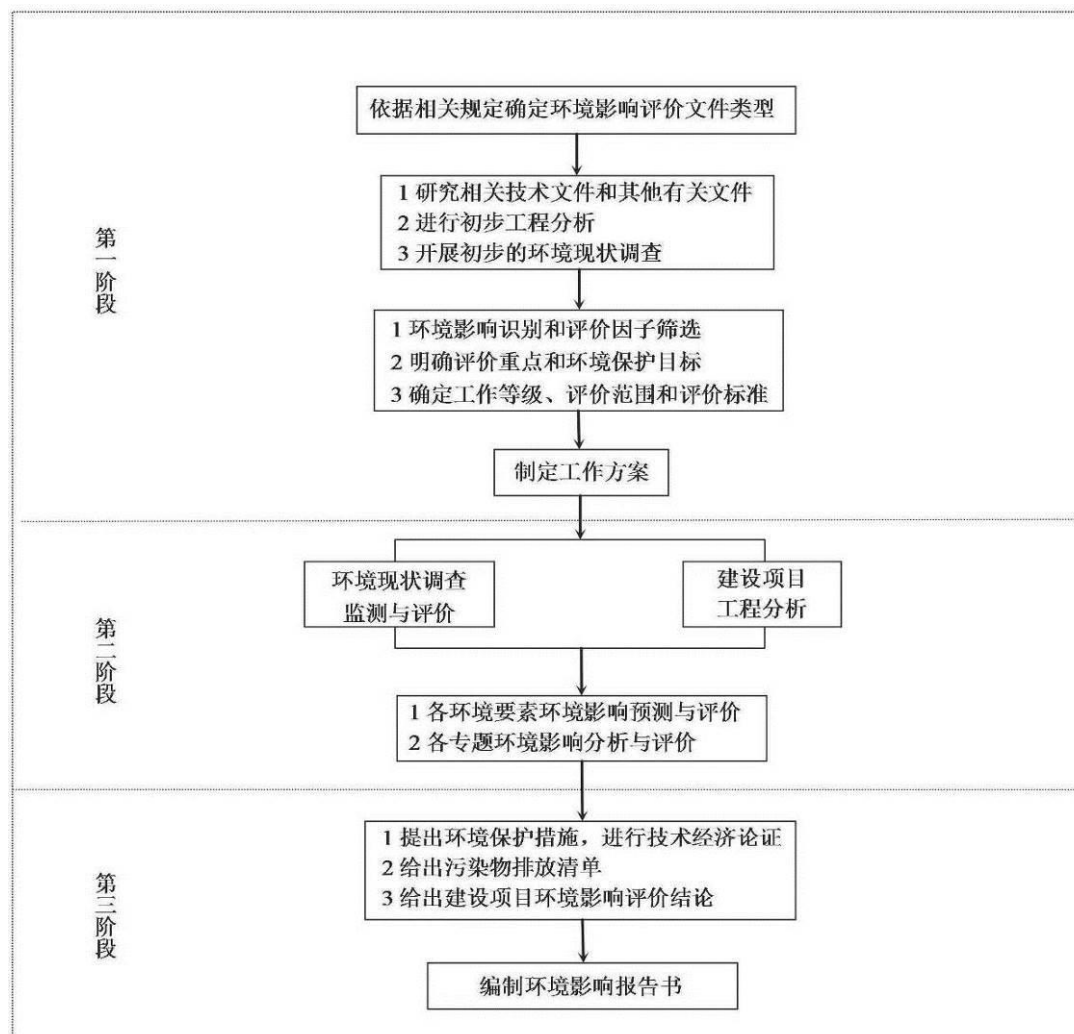 依据相关规定确定环境影响评价文件类型
1 研究相关技术文件和其他有关文件
2 进行初步工程分析
3 开展初步的环境现状调查
第一阶段
1 环境影响识别和评价因子筛选
2 明确评价重点和环境保护目标
3 确定工作等级、评价范围和评价标准
制定工作方案
第二阶段
环境现状调查
监测与评价
建设项目
工程分析
1 各环境要素环境影响预测与评价
2 各专题环境影响分析与评价
第三阶段
1 提出环境保护措施，进行技术经济论证
2 给出污染物排放清单
3 给出建设项目环境影响评价结论
编制环境影响报告书